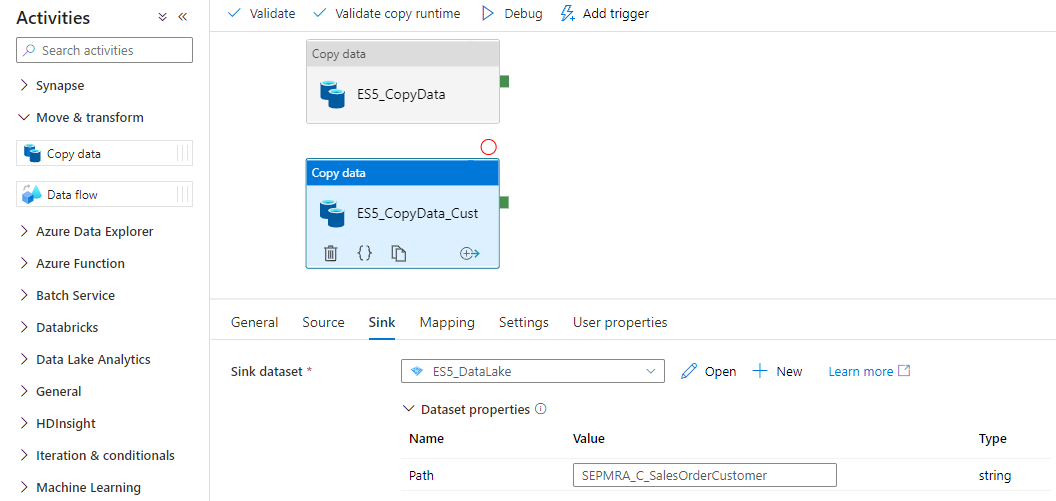 Activities
Search activities
Synapse
Move & transform
Copy data
Data flow
Azure Data Explorer
Azure Function
Batch Service
Databricks
Data Lake Analytics
General
HDInsight
Iteration & conditionals
Machine Learning
Validate
Validate copy runtime
Debug
Add trigger
Copy data
ES5_CopyData
Copy data
ES5_CopyData_Cust
{}
General Source Sink Mapping Settings User properties
Sink dataset * ES5_DataLake Open New Learn more
Dataset properties
Name Value Type
Path SEPMRA_C_SalesOrderCustomer string